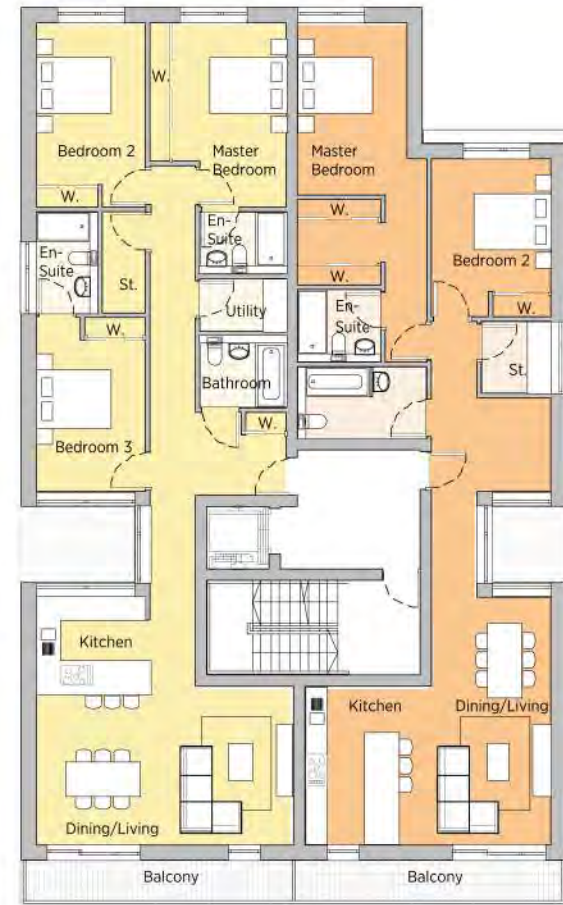 W.
Bedroom 2
Master
Bedroom
W.
En-
Suite
St.
En-
Suite
Utility
W.
Bathroom
Bedroom 3
W.
Kitchen
Dining/Living
Balcony
Master
Bedroom
W.
W.
Bedroom 2
W.
En-
Suite
St.
Kitchen
Dining/Living
Balcony